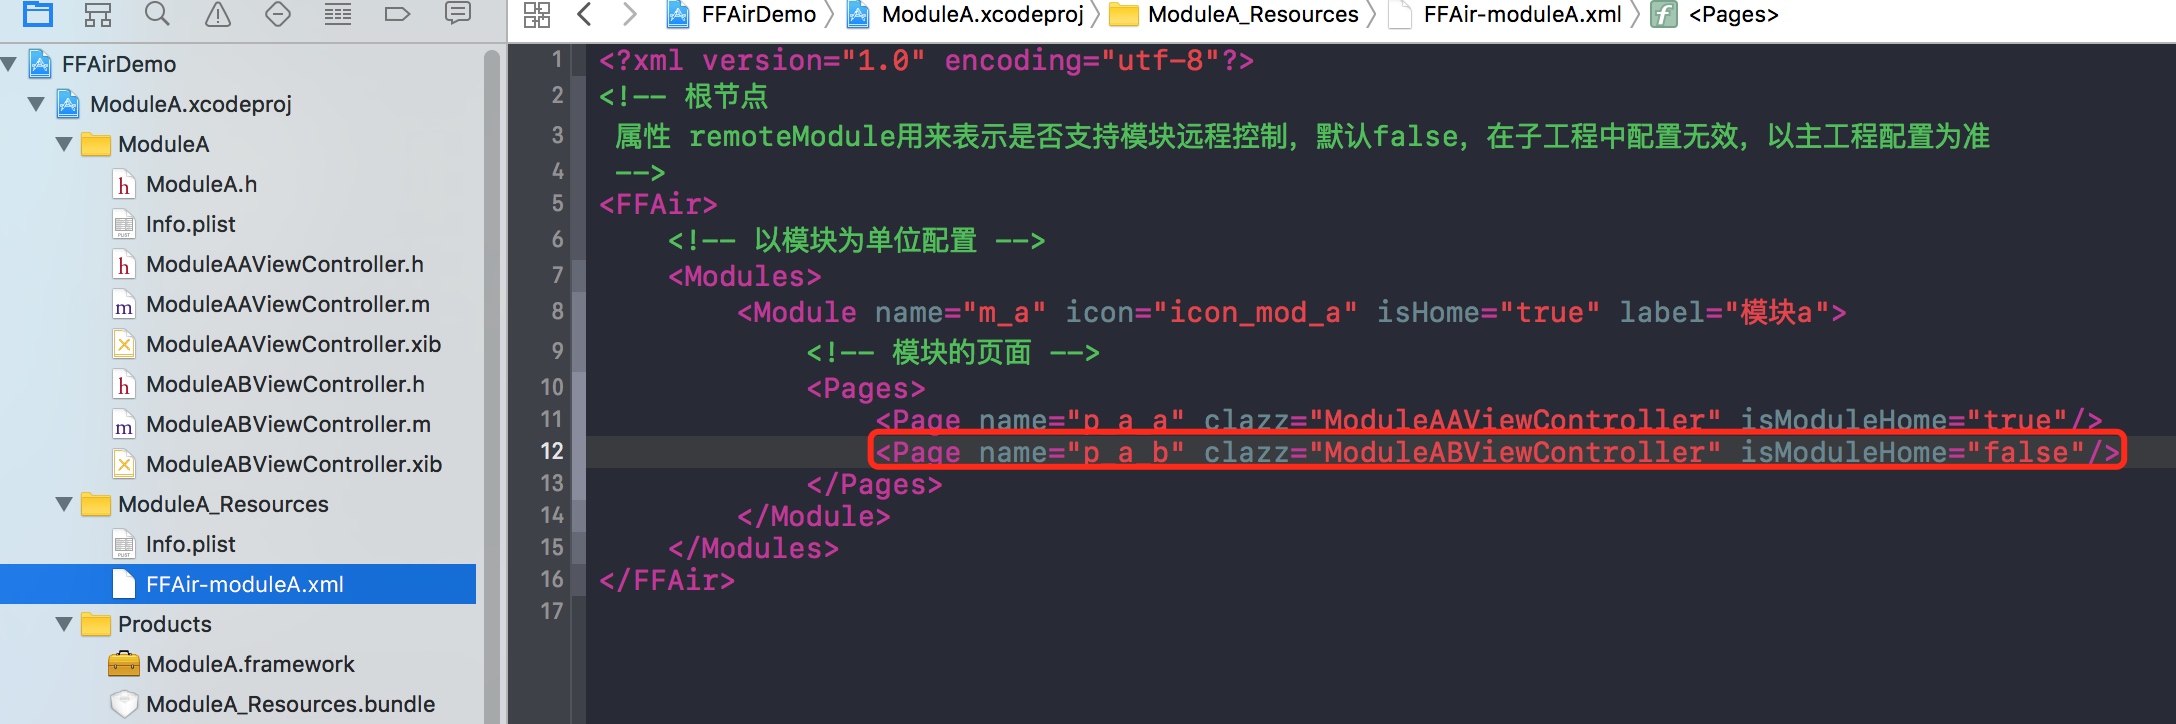 FFAirDemo
ModuleA.xcodeproj
ModuleA
ModuleA.h
Info.plist
ModuleAAViewController.h
ModuleAAViewController.m
ModuleAAViewController.xib
ModuleABViewController.h
ModuleABViewController.m
ModuleABViewController.xib
ModuleA_Resources
Info.plist
FFAir-moduleA.xml
Products
ModuleA.framework
ModuleA_Resources.bundle
FFAirDemo ModuleA.xcodeproj ModuleA_Resources FFAir-moduleA.xml <Pages>
1 <?xml version="1.0" encoding="utf-8"?>
2 <!-- 根节点
3 属性 remoteModule用来表示是否支持模块远程控制，默认false，在子工程中配置无效，以主工程配置为准
4 -->
5 <FFAir>
6 <!-- 以模块为单位配置 -->
7 <Modules>
8 <Module name="m_a" icon="icon_mod_a" isHome="true" label="模块a">
9 <!-- 模块的页面 -->
10 <Pages>
11 <Page name="p_a_a" clazz="ModuleAAViewController" isModuleHome="true"/>
12 <Page name="p_a_b" clazz="ModuleABViewController" isModuleHome="false"/>
13 </Pages>
14 </Module>
15 </Modules>
16 </FFAir>
17